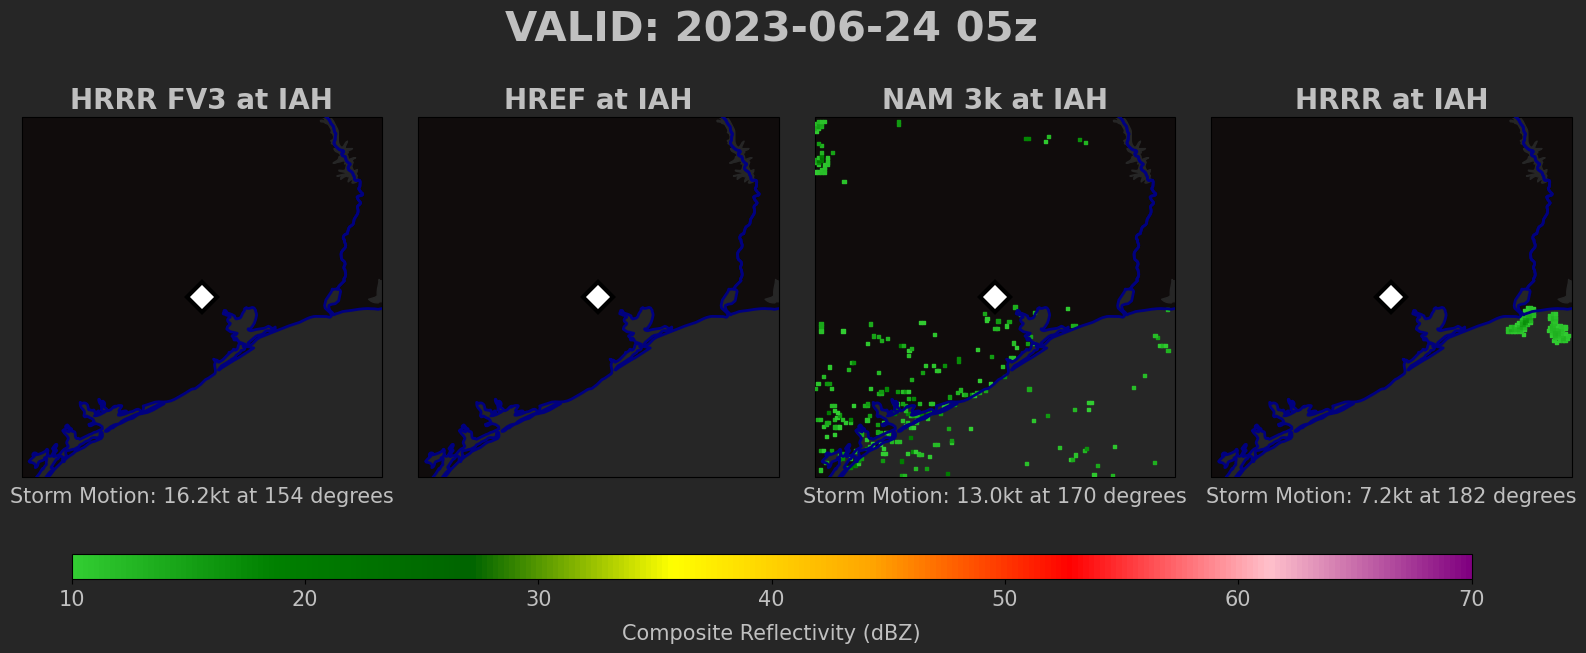 VALID: 2023-06-24 05z
HRRR FV3 at IAH
HREF at IAH
NAM 3k at IAH
HRRR at IAH
Storm Motion: 16.2kt at 154 degrees
Storm Motion: 13.0kt at 170 degrees
Storm Motion: 7.2kt at 182 degrees
10 20 30 40 50 60 70
Composite Reflectivity (dBZ)